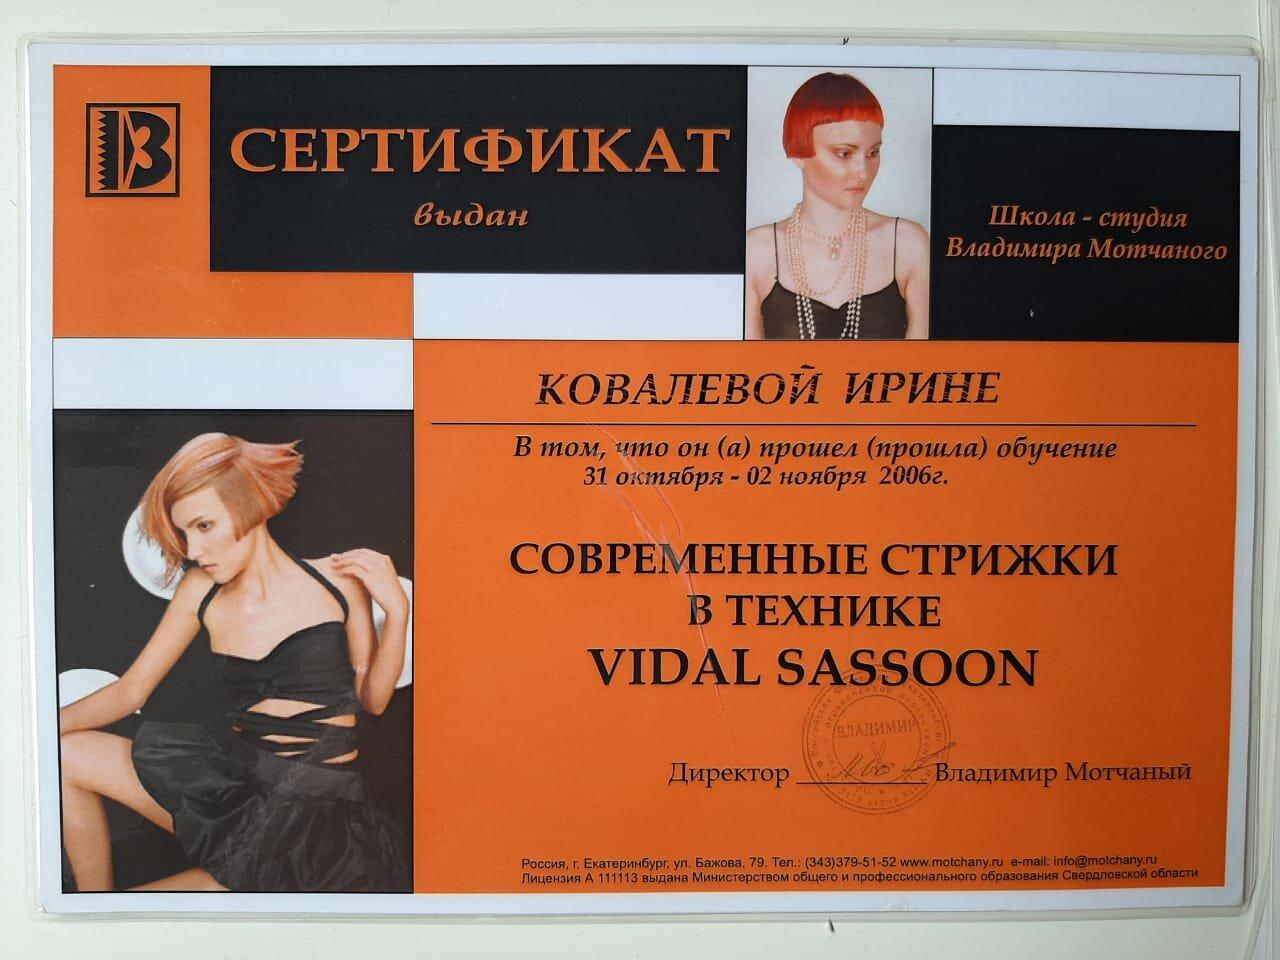 СЕРТИФИКАТ
выдан
Школа - студия
Владимира Мотчаного
КОВАЛЕВОЙ ИРИНЕ
В том, что он (а) прошел (прошла) обучение
31 октября - 02 ноября 2006г.
СОВРЕМЕННЫЕ СТРИЖКИ
В ТЕХНИКЕ
VIDAL SASSOON
ВЛАДИМИР
Директор Владимир Мотчаный
Россия, г. Екатеринбург, ул. Бажова, 79. Тел.: (343)379-51-52 www.motchany.ru e-mail: info@motchany.ru
Лицензия А 111113 выдана Министерством общего и профессионального образования Свердловской области